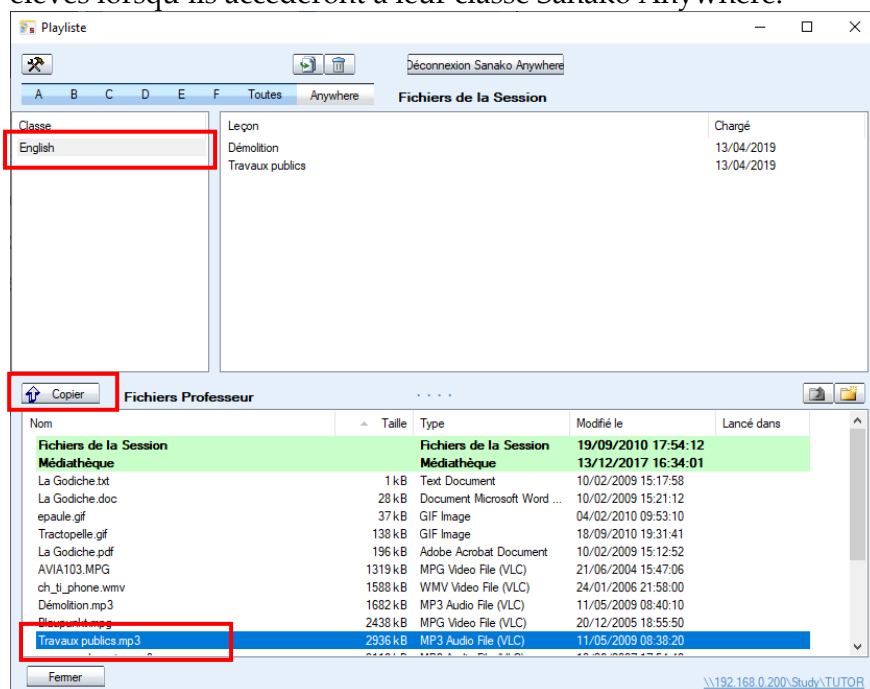 élèves lorsqu'ils accéderont à leur classe Sanako Anywhere.
Playliste
Déconnexion Sanako Anywhere
A B C D E F Toutes Anywhere Fichiers de la Session
Classe Leçon Chargé
English Démolition 13/04/2019
Travaux publics 13/04/2019
Copier Fichiers Professeur
Nom Taille Type Modifié le Lancé dans
Fichiers de la Session Fichiers de la Session 19/09/2010 17:54:12
Médiathèque Médiathèque 13/12/2017 16:34:01
La Godiche.txt 1 kB Text Document 10/02/2009 15:17:58
La Godiche.doc 28 kB Document Microsoft Word ... 10/02/2009 15:21:12
epaule.gif 37 kB GIF Image 04/02/2010 09:53:10
Tractopelle.gif 138 kB GIF Image 18/09/2010 19:31:41
La Godiche.pdf 196 kB Adobe Acrobat Document 10/02/2009 15:12:52
AVIA103.MPG 1319 kB MPG Video File (VLC) 21/06/2004 15:47:06
ch_ti_phone.wmv 1588 kB WMV Video File (VLC) 24/01/2006 21:58:00
Démolition.mp3 1682 kB MP3 Audio File (VLC) 11/05/2009 08:40:10
Blaupunkt.mpg 2438 kB MPG Video File (VLC) 20/12/2005 18:55:50
Travaux publics.mp3 2936 kB MP3 Audio File (VLC) 11/05/2009 08:38:20
Fermer \\192.168.0.200\Study\TUTOR